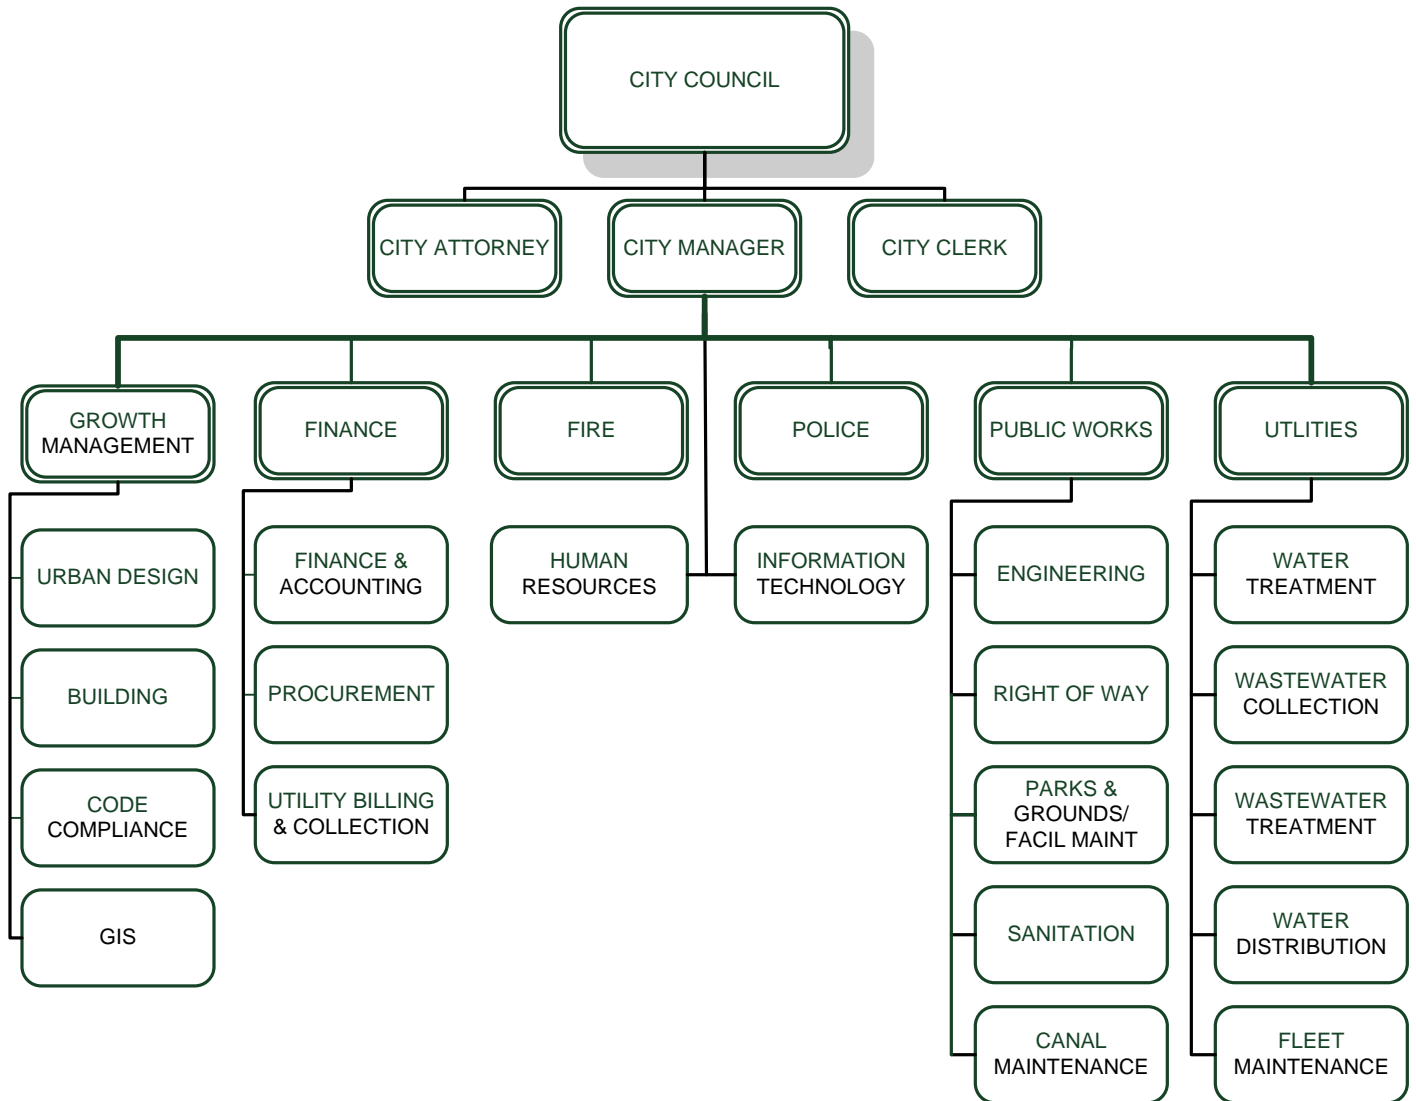 CITY COUNCIL
CITY ATTORNEY
CITY MANAGER
CITY CLERK
GROWTH
MANAGEMENT
FINANCE
FIRE
POLICE
PUBLIC WORKS
UTLITIES
URBAN DESIGN
FINANCE &
ACCOUNTING
HUMAN
RESOURCES
INFORMATION
TECHNOLOGY
ENGINEERING
WATER
TREATMENT
BUILDING
PROCUREMENT
RIGHT OF WAY
WASTEWATER
COLLECTION
CODE
COMPLIANCE
UTILITY BILLING
& COLLECTION
PARKS &
GROUNDS/
FACIL MAINT
WASTEWATER
TREATMENT
GIS
SANITATION
WATER
DISTRIBUTION
CANAL
MAINTENANCE
FLEET
MAINTENANCE